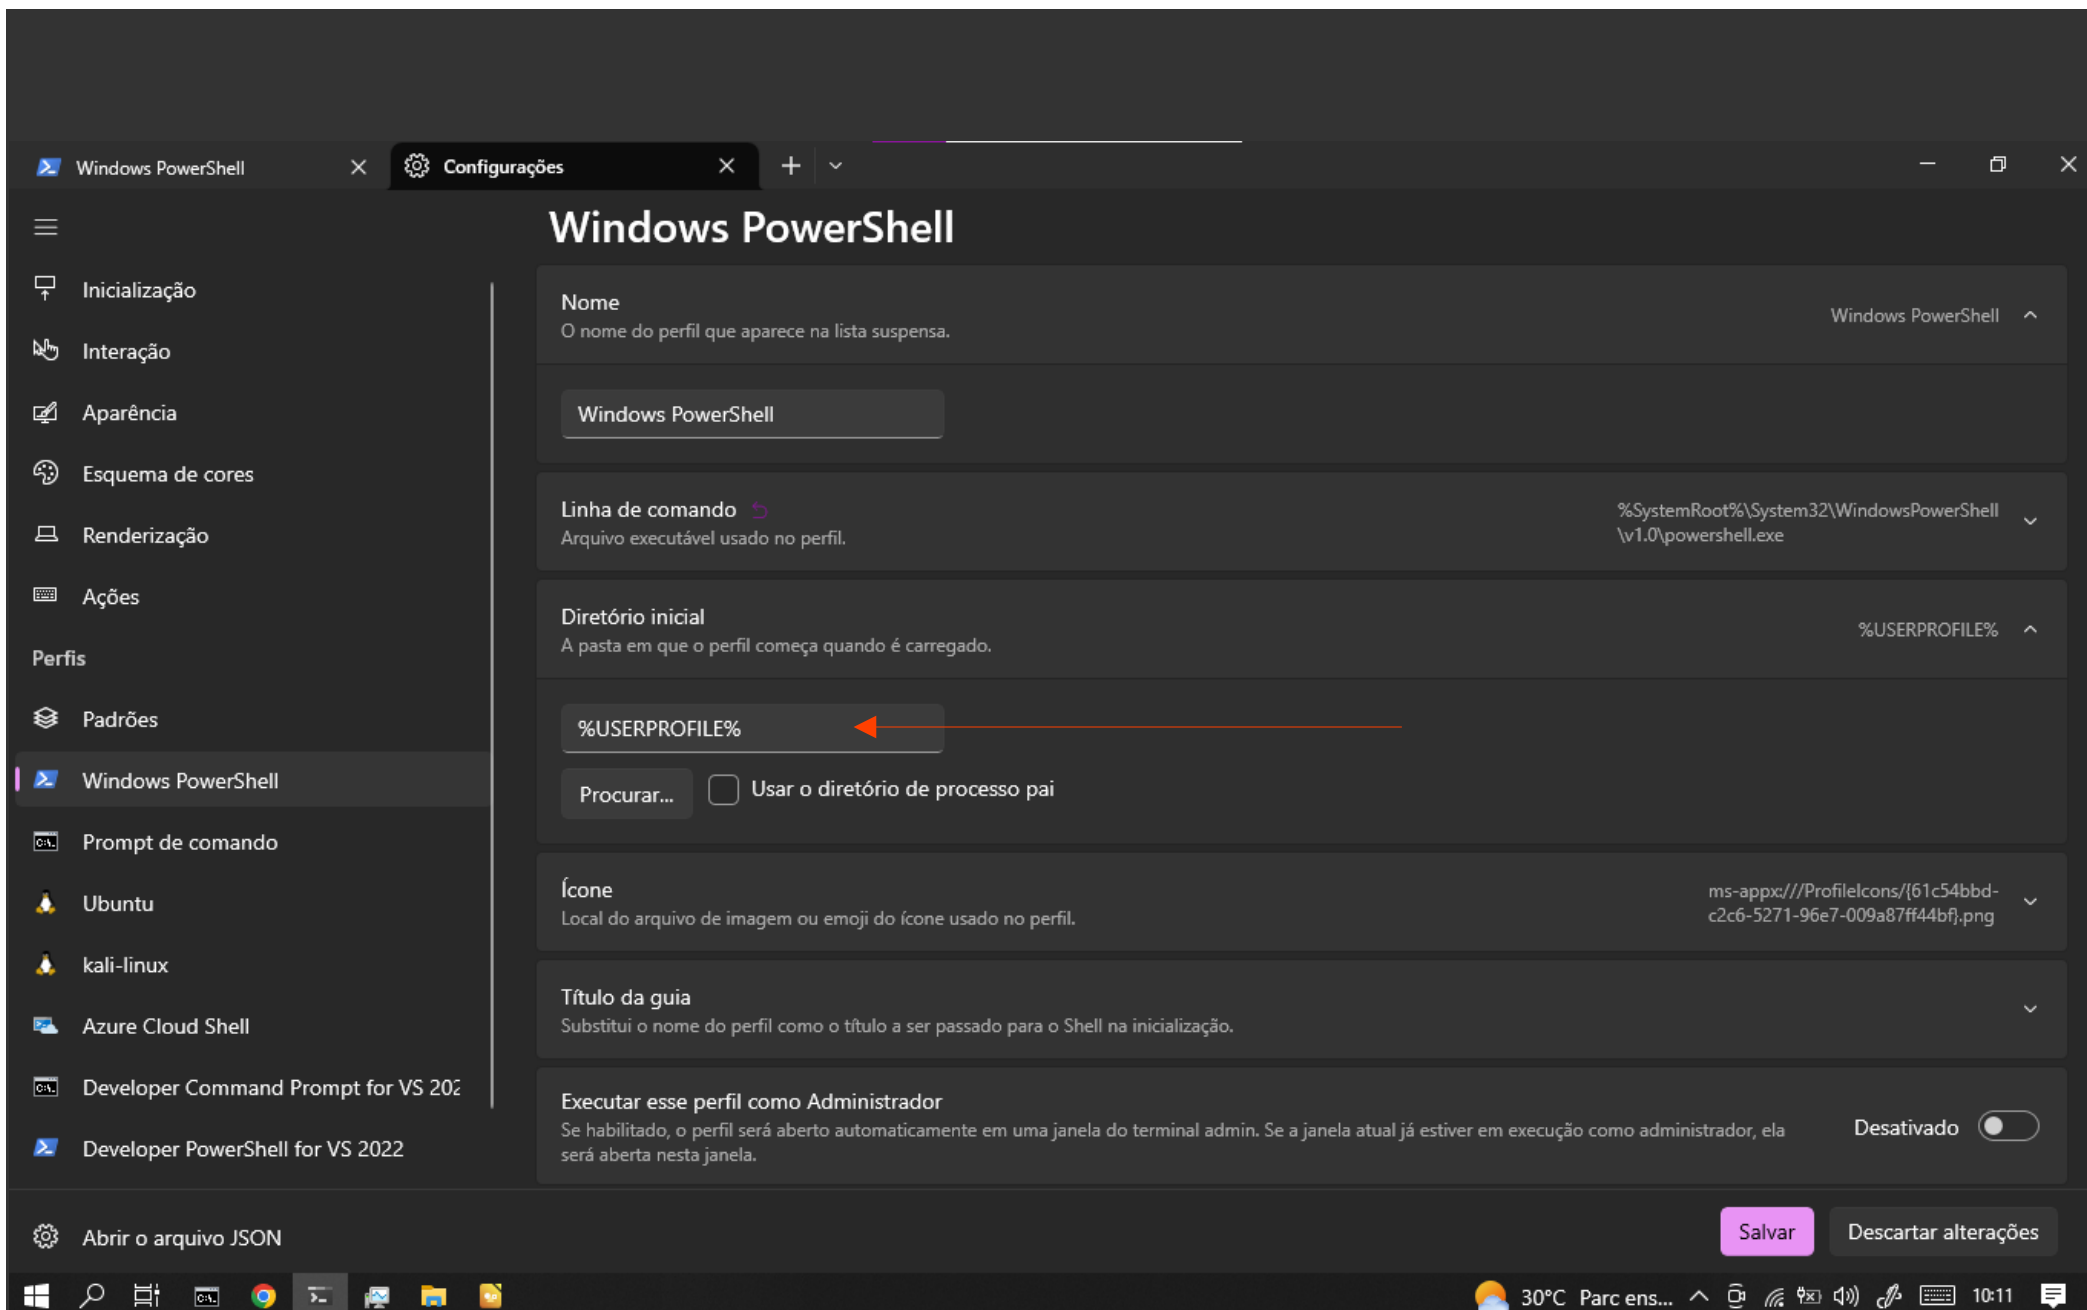 Windows PowerShell
Configurações
Windows PowerShell
Inicialização
Interação
Aparência
Esquema de cores
Renderização
Ações
Perfis
Padrões
Windows PowerShell
Prompt de comando
Ubuntu
kali-linux
Azure Cloud Shell
Developer Command Prompt for VS 202
Developer PowerShell for VS 2022
Abrir o arquivo JSON
Nome
O nome do perfil que aparece na lista suspensa.
Windows PowerShell
Windows PowerShell
Linha de comando
Arquivo executável usado no perfil.
%SystemRoot%\System32\WindowsPowerShell
\v1.0\powershell.exe
Diretório inicial
A pasta em que o perfil começa quando é carregado.
%USERPROFILE%
%USERPROFILE%
Procurar...
Usar o diretório de processo pai
Ícone
Local do arquivo de imagem ou emoji do ícone usado no perfil.
ms-appx:///ProfileIcons/{61c54bbd-
c2c6-5271-96e7-009a87ff44bf}.png
Título da guia
Substitui o nome do perfil como o título a ser passado para o Shell na inicialização.
Executar esse perfil como Administrador
Se habilitado, o perfil será aberto automaticamente em uma janela do terminal admin. Se a janela atual já estiver em execução como administrador, ela
será aberta nesta janela.
Desativado
Salvar
Descartar alterações
30°C Parc ens...
10:11